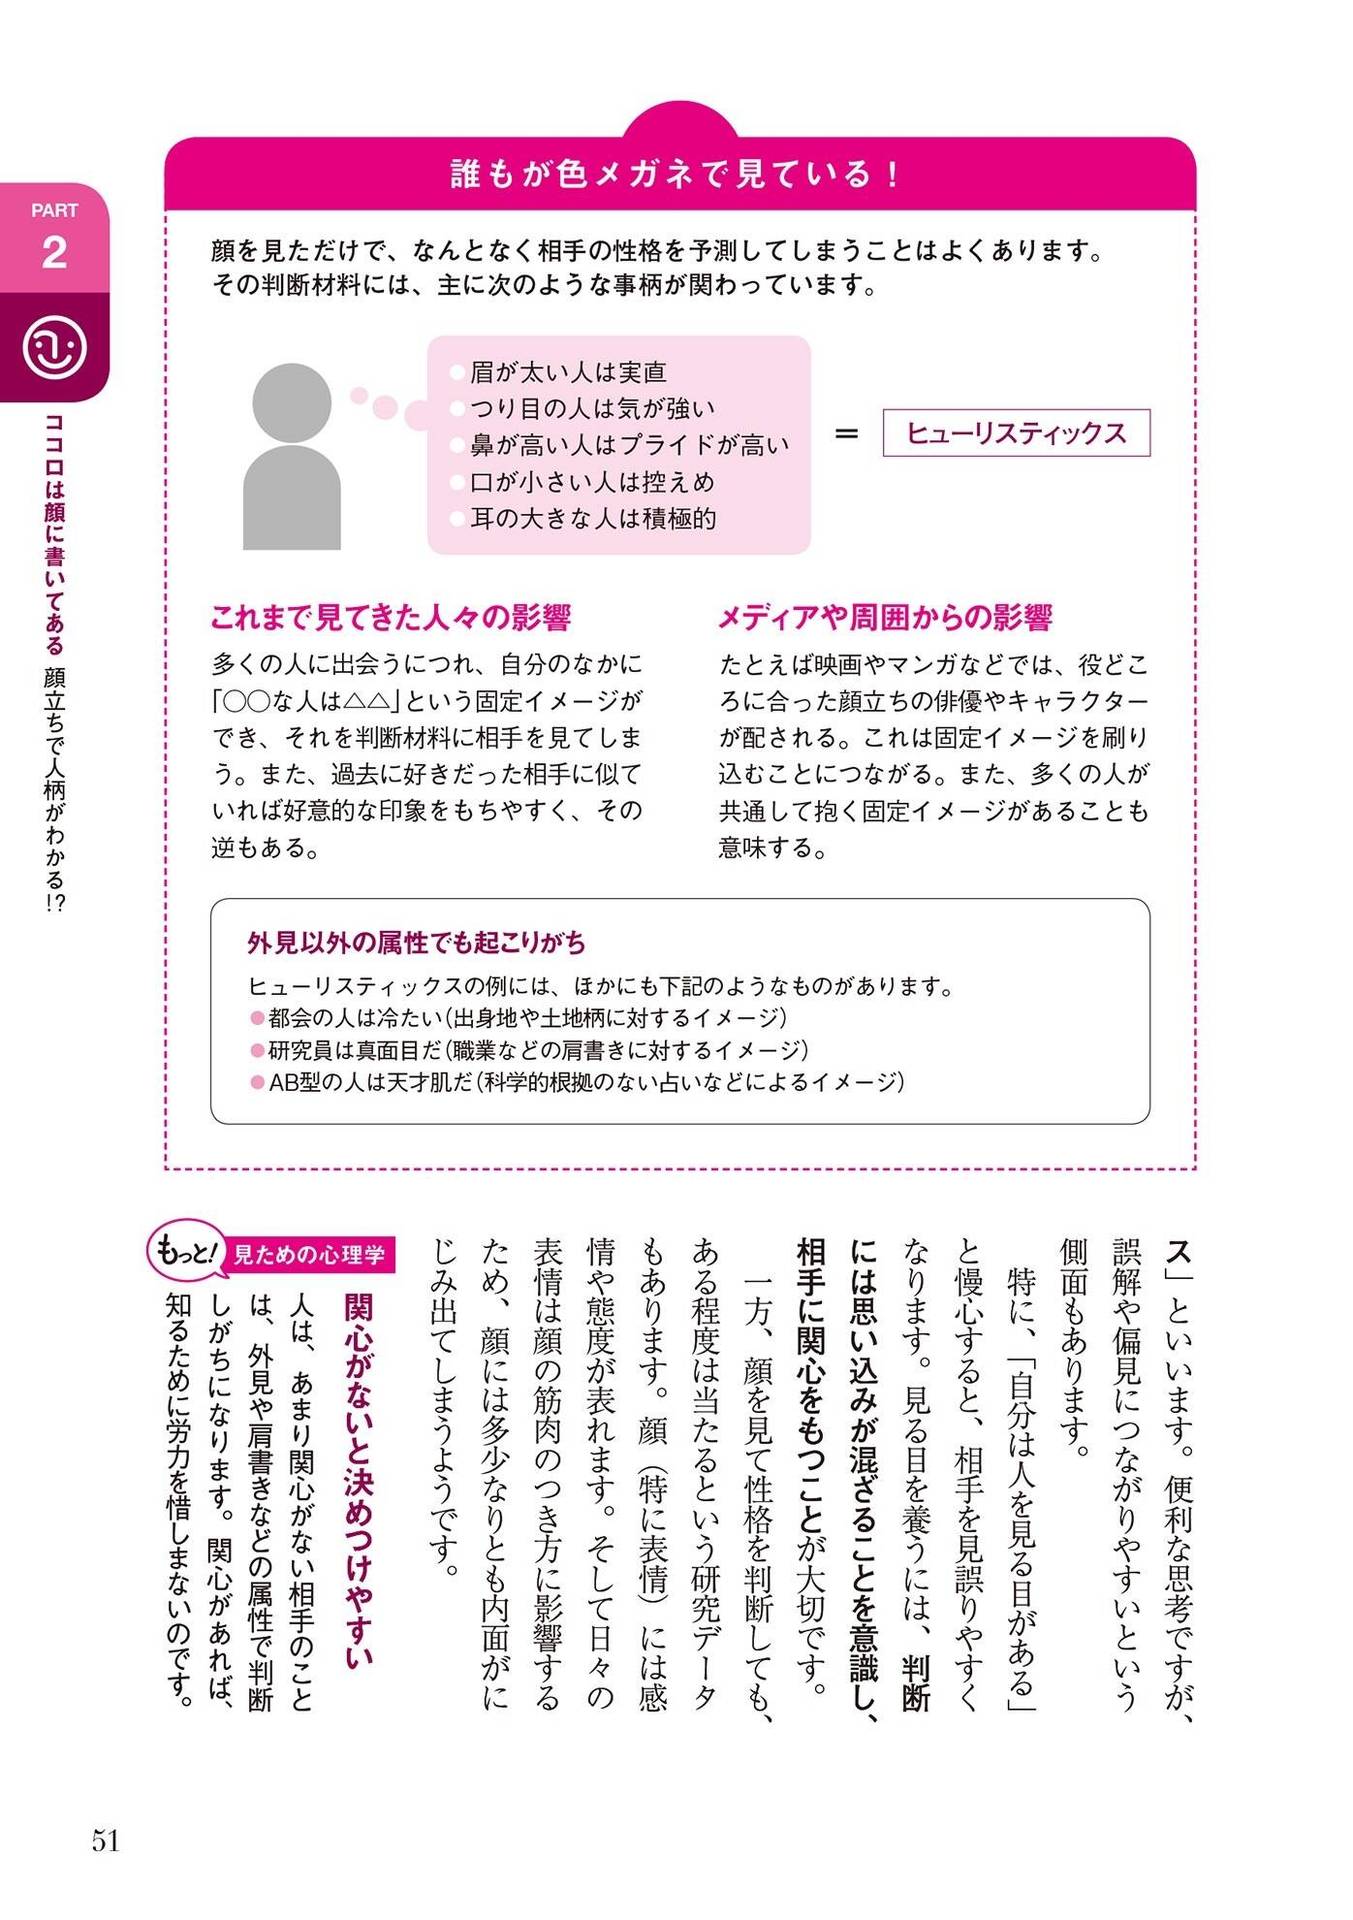 PART
2
ココロは顔に書いてある 顔立ちで人柄がわかる!?
誰もが色メガネで見ている！
顔を見ただけで、なんとなく相手の性格を予測してしまうことはよくあります。
その判断材料には、主に次のような事柄が関わっています。
●眉が太い人は実直
●つり目の人は気が強い
●鼻が高い人はプライドが高い
●口が小さい人は控えめ
●耳の大きな人は積極的
＝
ヒューリスティックス
これまで見てきた人々の影響
多くの人に出会うにつれ、自分のなかに
「○○な人は△△」という固定イメージが
でき、それを判断材料に相手を見てしま
う。また、過去に好きだった相手に似て
いれば好意的な印象をもちやすく、その
逆もある。
メディアや周囲からの影響
たとえば映画やマンガなどでは、役どこ
ろに合った顔立ちの俳優やキャラクター
が配される。これは固定イメージを刷り
込むことにつながる。また、多くの人が
共通して抱く固定イメージがあることも
意味する。
外見以外の属性でも起こりがち
ヒューリスティックスの例には、ほかにも下記のようなものがあります。
●都会の人は冷たい（出身地や土地柄に対するイメージ）
●研究員は真面目だ（職業などの肩書きに対するイメージ）
●AB型の人は天才肌だ（科学的根拠のない占いなどによるイメージ）
ス」といいます。便利な思考ですが、
誤解や偏見につながりやすいという
側面もあります。
特に、「自分は人を見る目がある」
と慢心すると、相手を見誤りやすく
なります。見る目を養うには、判断
には思い込みが混ざることを意識し、
相手に関心をもつことが大切です。
一方、顔を見て性格を判断しても、
ある程度は当たるという研究データ
もあります。顔（特に表情）には感
情や態度が表れます。そして日々の
表情は顔の筋肉のつき方に影響する
ため、顔には多少なりとも内面がに
じみ出てしまうようです。
もっと！
見ための心理学
関心がないと決めつけやすい
人は、あまり関心がない相手のこと
は、外見や肩書きなどの属性で判断
しがちになります。関心があれば、
知るために労力を惜しまないのです。
51